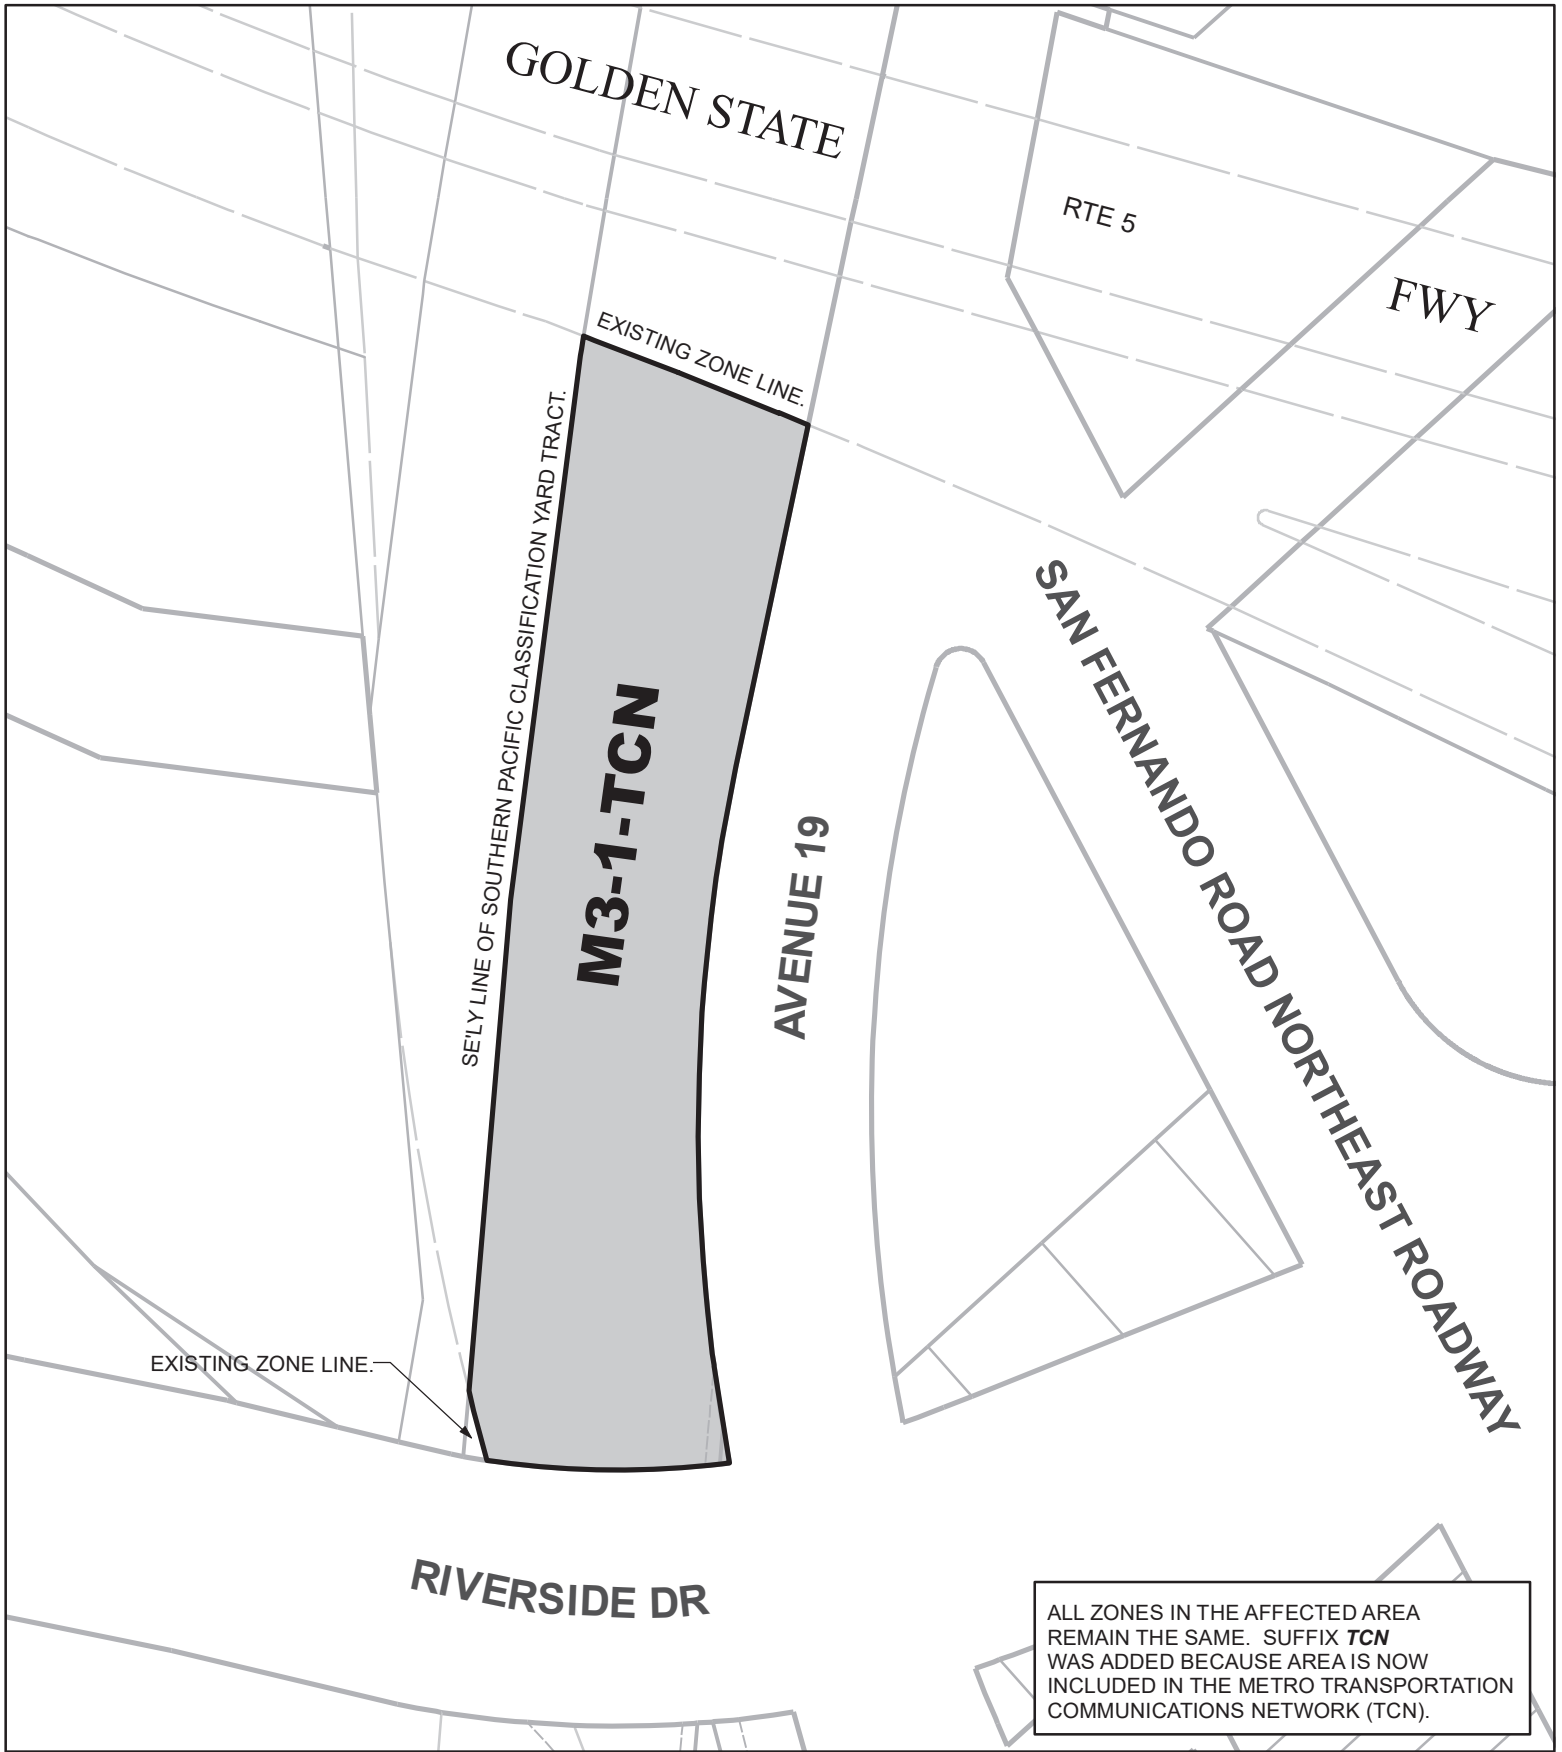 GOLDEN STATE
RTE 5
FWY
EXISTING ZONE LINE.
SE'LY LINE OF SOUTHERN PACIFIC CLASSIFICATION YARD TRACT.
M3-1-TCN
AVENUE 19
SAN FERNANDO ROAD NORTHEAST ROADWAY
EXISTING ZONE LINE.
RIVERSIDE DR
ALL ZONES IN THE AFFECTED AREA
REMAIN THE SAME. SUFFIX TCN
WAS ADDED BECAUSE AREA IS NOW
INCLUDED IN THE METRO TRANSPORTATION
COMMUNICATIONS NETWORK (TCN).